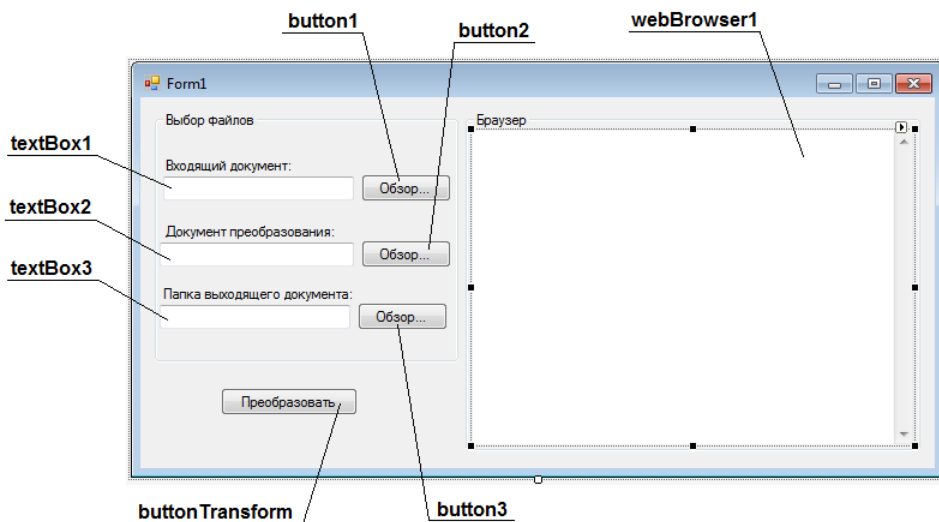 button1
webBrowser1
button2
Form1
Выбор файлов
Браузер
textBox1
Входящий документ:
Обзор...
textBox2
Документ преобразования:
Обзор...
textBox3
Папка выходящего документа:
Обзор...
Преобразовать
buttonTransform
button3